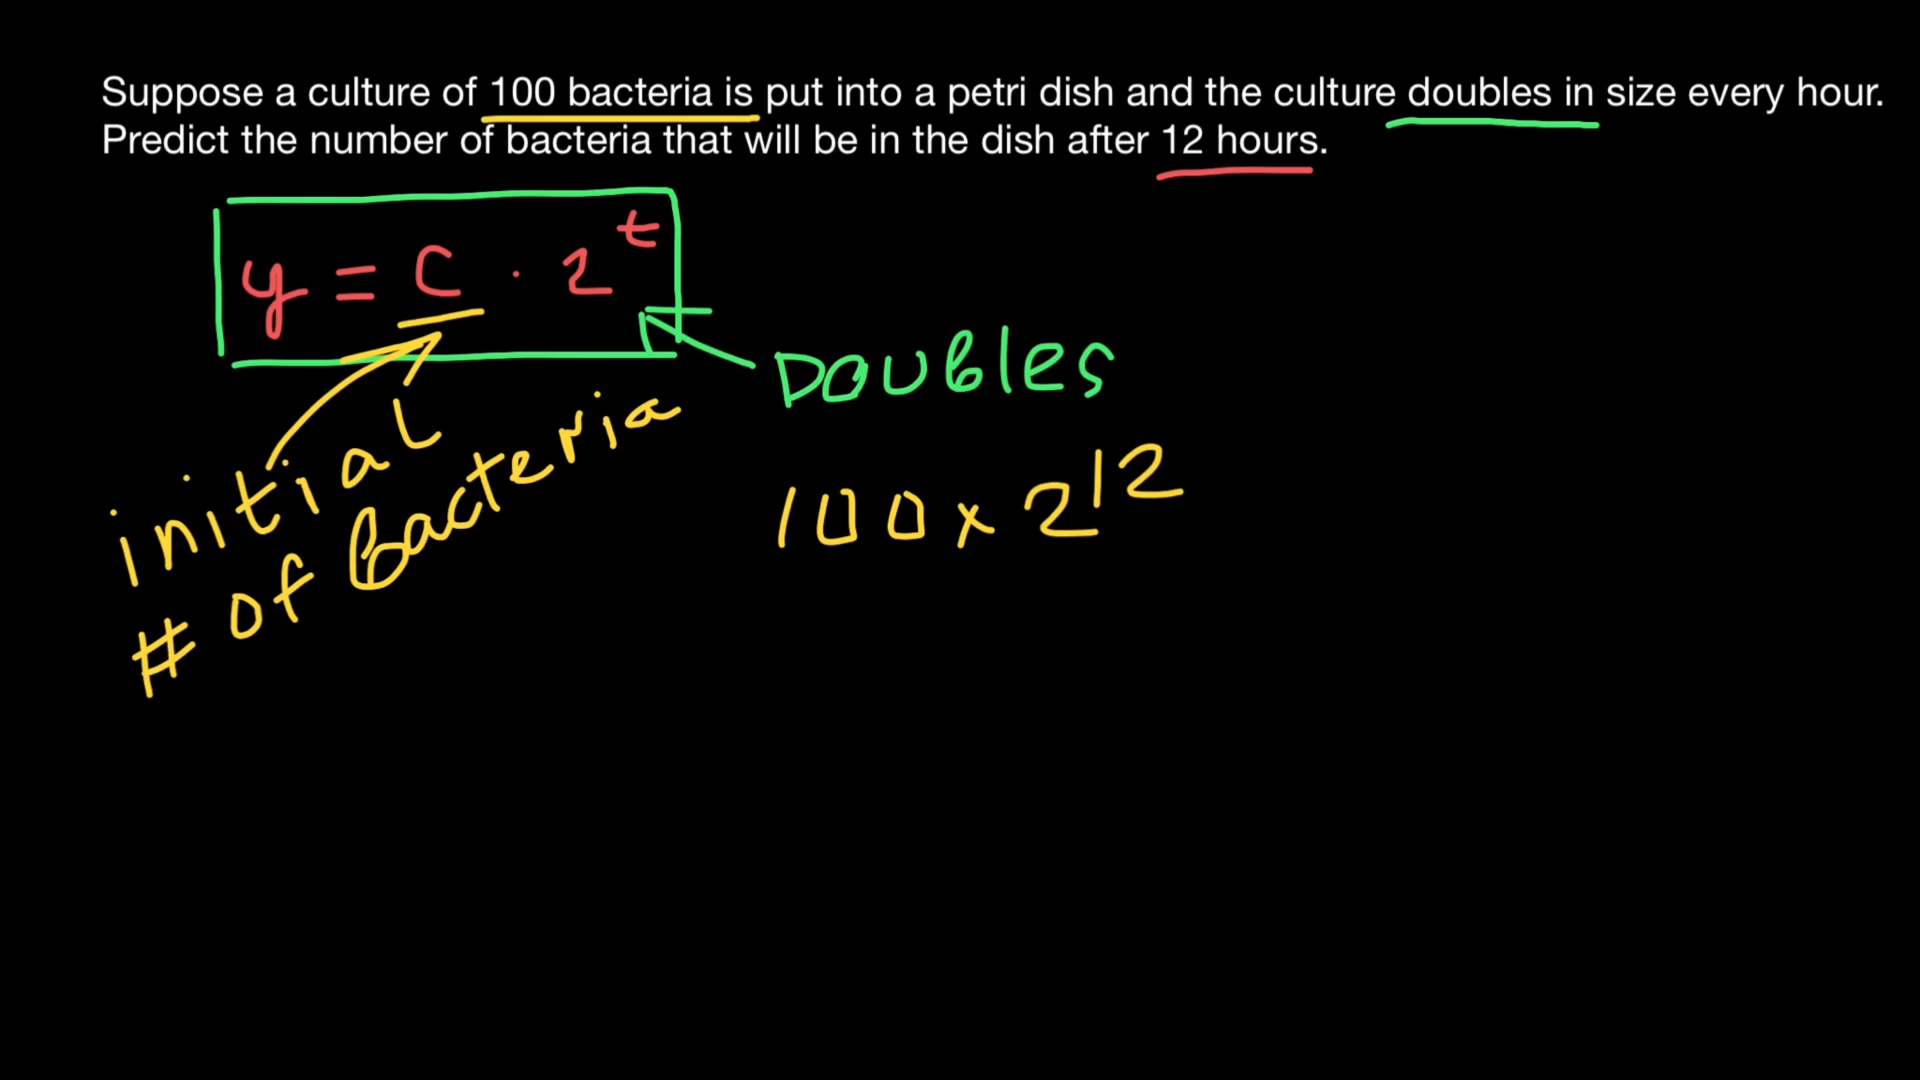 Suppose a culture of 100 bacteria is put into a petri dish and the culture doubles in size every hour.
Predict the number of bacteria that will be in the dish after 12 hours.
y = C · 2^t
DOUBLES
initial
# of Bacteria
100 x 2^12